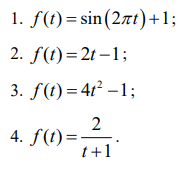 1. f(t) = sin(2πt) + 1;
2. f(t) = 2t − 1;
3. f(t) = 4t² − 1;
4. f(t) = 2/(t + 1).